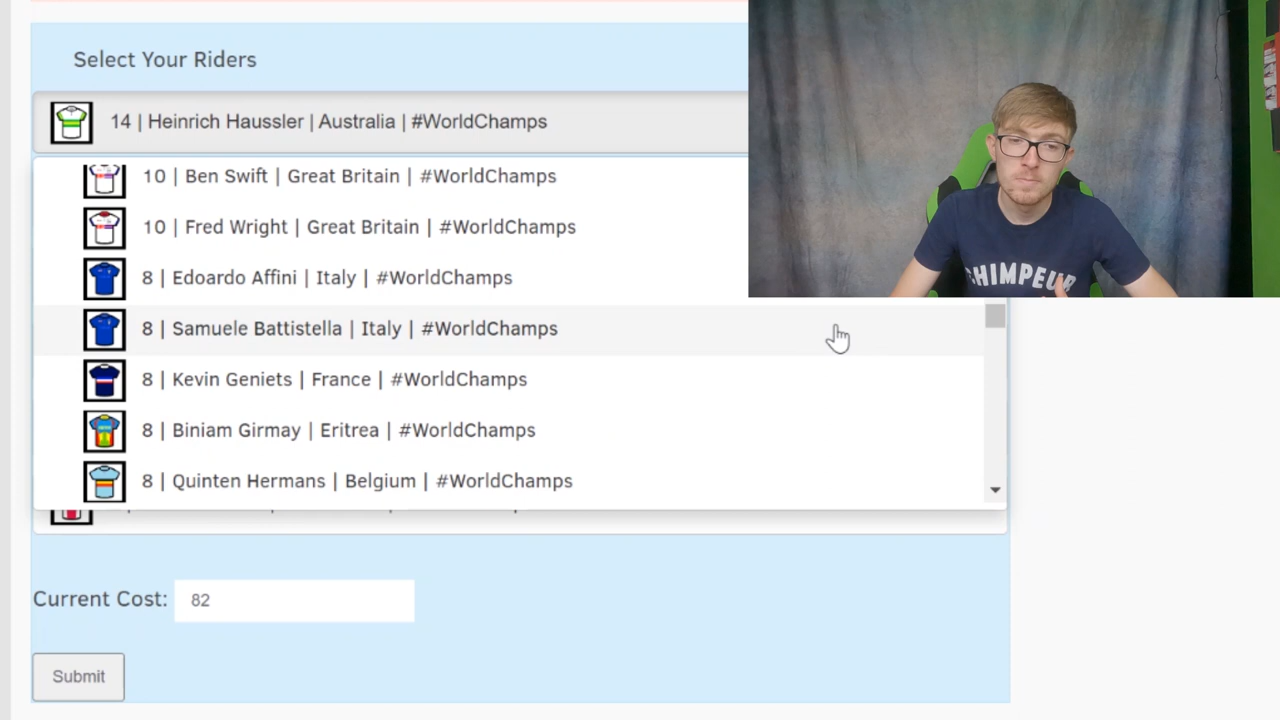 Select Your Riders
14 | Heinrich Haussler | Australia | #WorldChamps
10 | Ben Swift | Great Britain | #WorldChamps
10 | Fred Wright | Great Britain | #WorldChamps
8 | Edoardo Affini | Italy | #WorldChamps
8 | Samuele Battistella | Italy | #WorldChamps
8 | Kevin Geniets | France | #WorldChamps
8 | Biniam Girmay | Eritrea | #WorldChamps
8 | Quinten Hermans | Belgium | #WorldChamps
Current Cost: 82
Submit